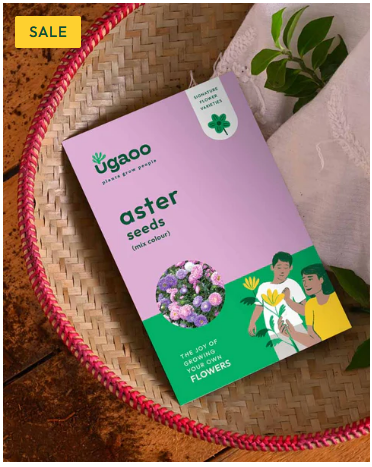 SALE
SIGNATURE
FLOWER
VARIETIES
ugaoo
plants grow people
aster
seeds
(mix colour)
THE JOY OF
GROWING
YOUR OWN
FLOWERS